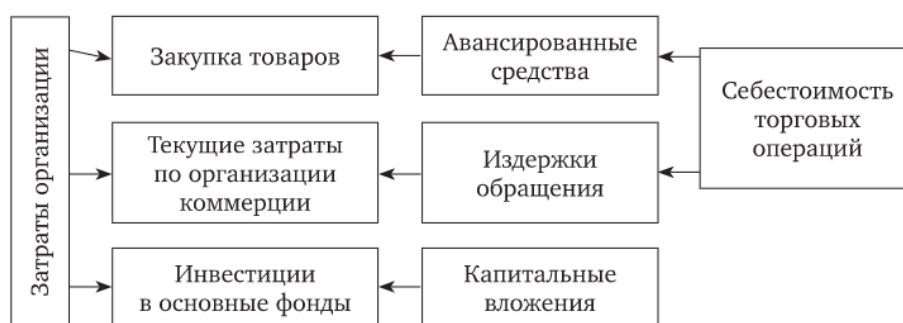 Затраты организации
Закупка товаров
Авансированные
средства
Себестоимость
торговых
операций
Текущие затраты
по организации
коммерции
Издержки
обращения
Инвестиции
в основные фонды
Капитальные
вложения